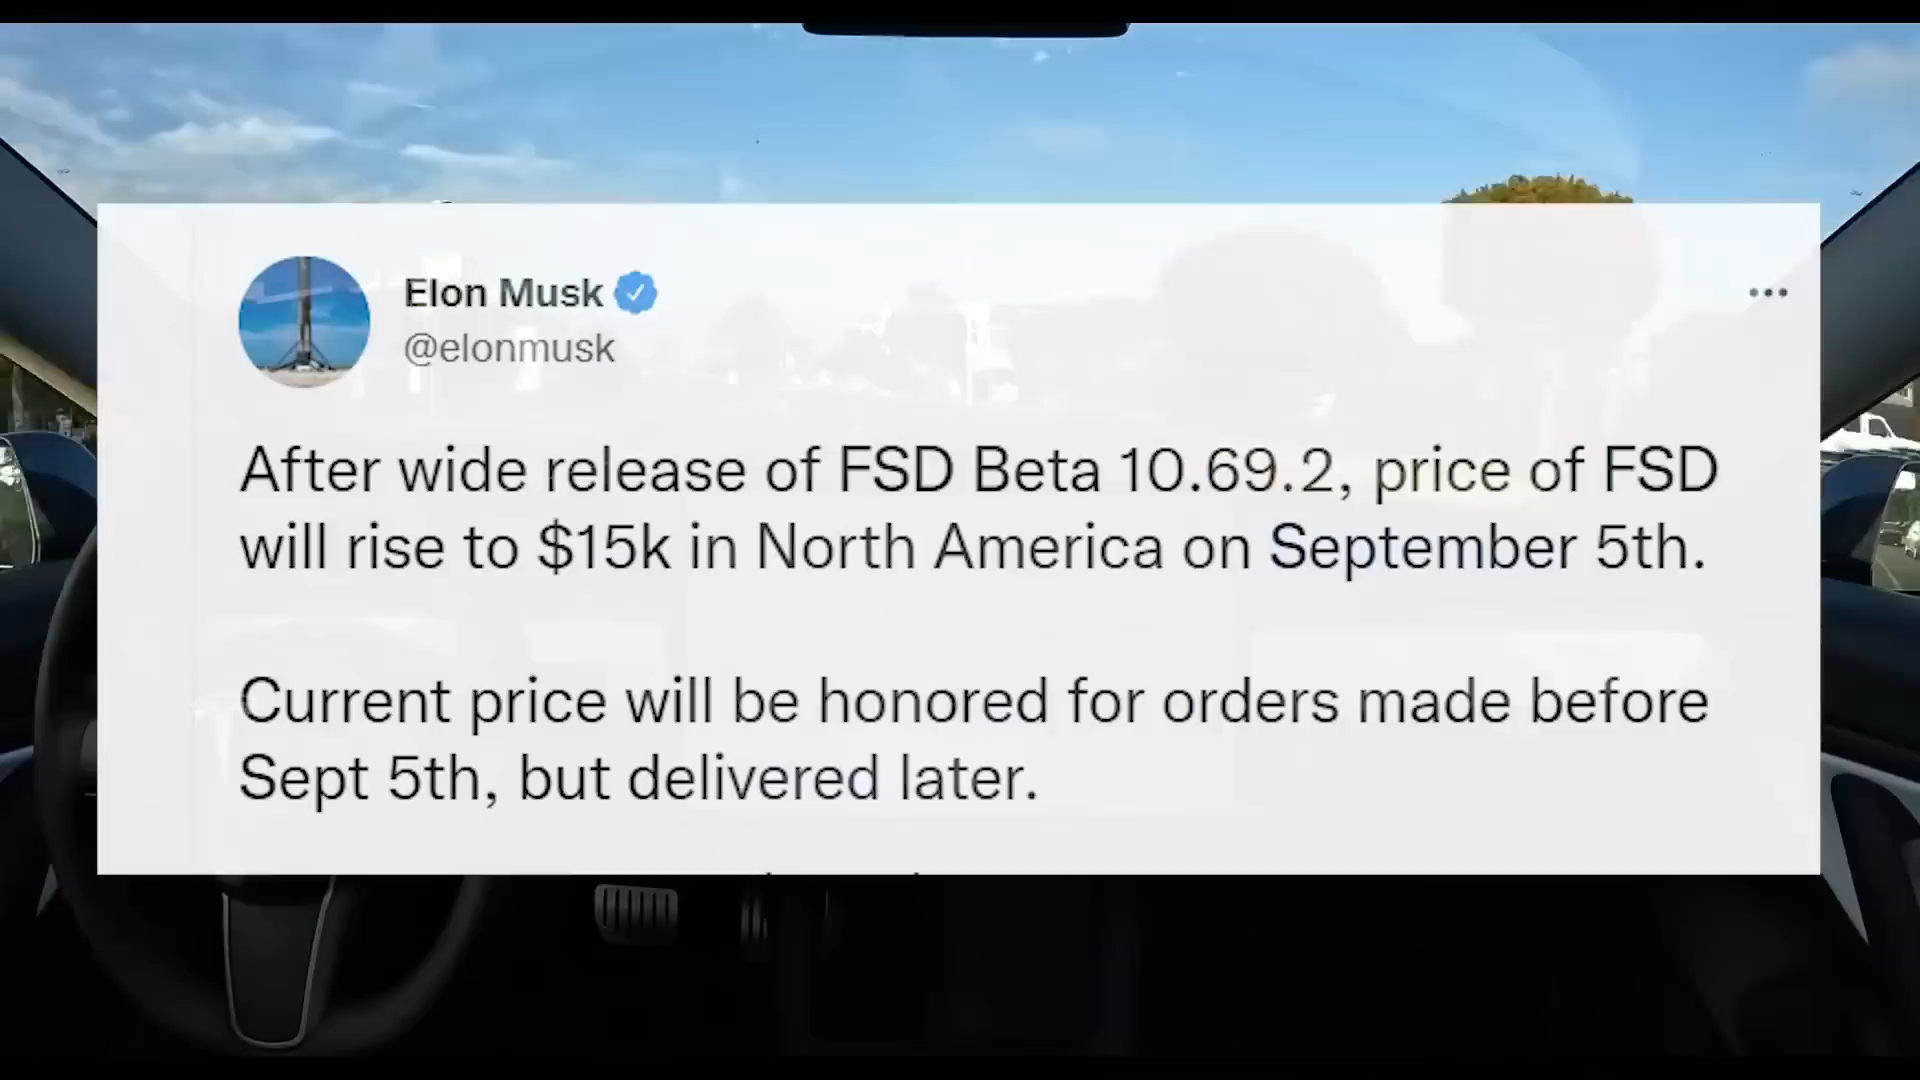 Elon Musk
@elonmusk
After wide release of FSD Beta 10.69.2, price of FSD
will rise to $15k in North America on September 5th.
Current price will be honored for orders made before
Sept 5th, but delivered later.